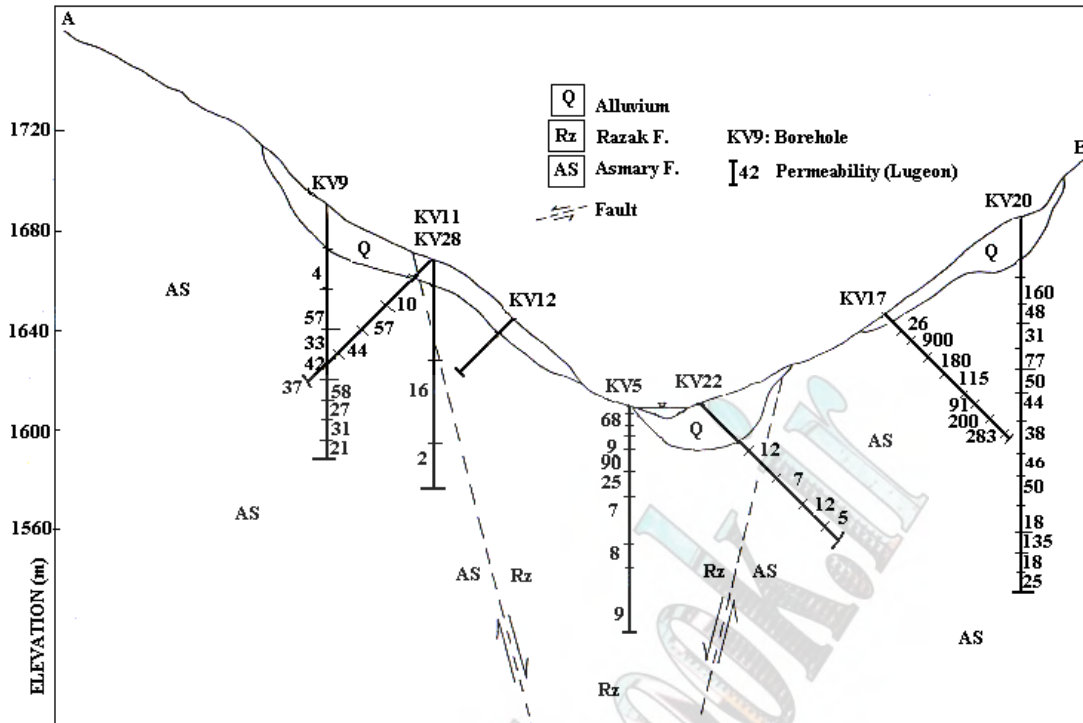 A
B
1720
1680
1640
1600
1560
ELEVATION (m)
Q Alluvium
Rz Razak F.
AS Asmary F.
Fault
KV9: Borehole
42 Permeability (Lugeon)
KV9
4
57
33
42
58
27
31
21
KV11
KV28
10
57
44
37
16
2
KV12
KV5
68
9
90
25
7
8
9
KV22
12
7
12
5
KV17
26
900
180
115
91
200
283
KV20
160
48
31
77
50
44
38
46
50
18
135
18
25
Q
Q
Q
AS
AS
AS
Rz
Rz
AS
Rz
AS
AS